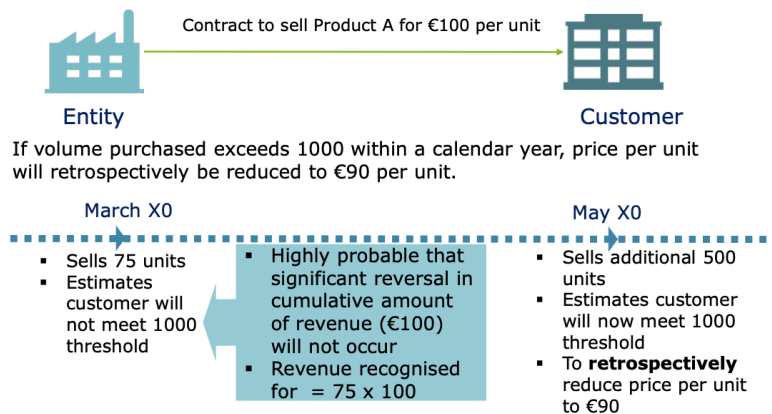 Contract to sell Product A for €100 per unit
Entity
Customer
If volume purchased exceeds 1000 within a calendar year, price per unit
will retrospectively be reduced to €90 per unit.
March X0
▪ Sells 75 units
▪ Estimates
customer will
not meet 1000
threshold
▪ Highly probable that
significant reversal in
cumulative amount
of revenue (€100)
will not occur
▪ Revenue recognised
for = 75 x 100
May X0
▪ Sells additional 500
units
▪ Estimates customer
will now meet 1000
threshold
▪ To retrospectively
reduce price per unit
to €90